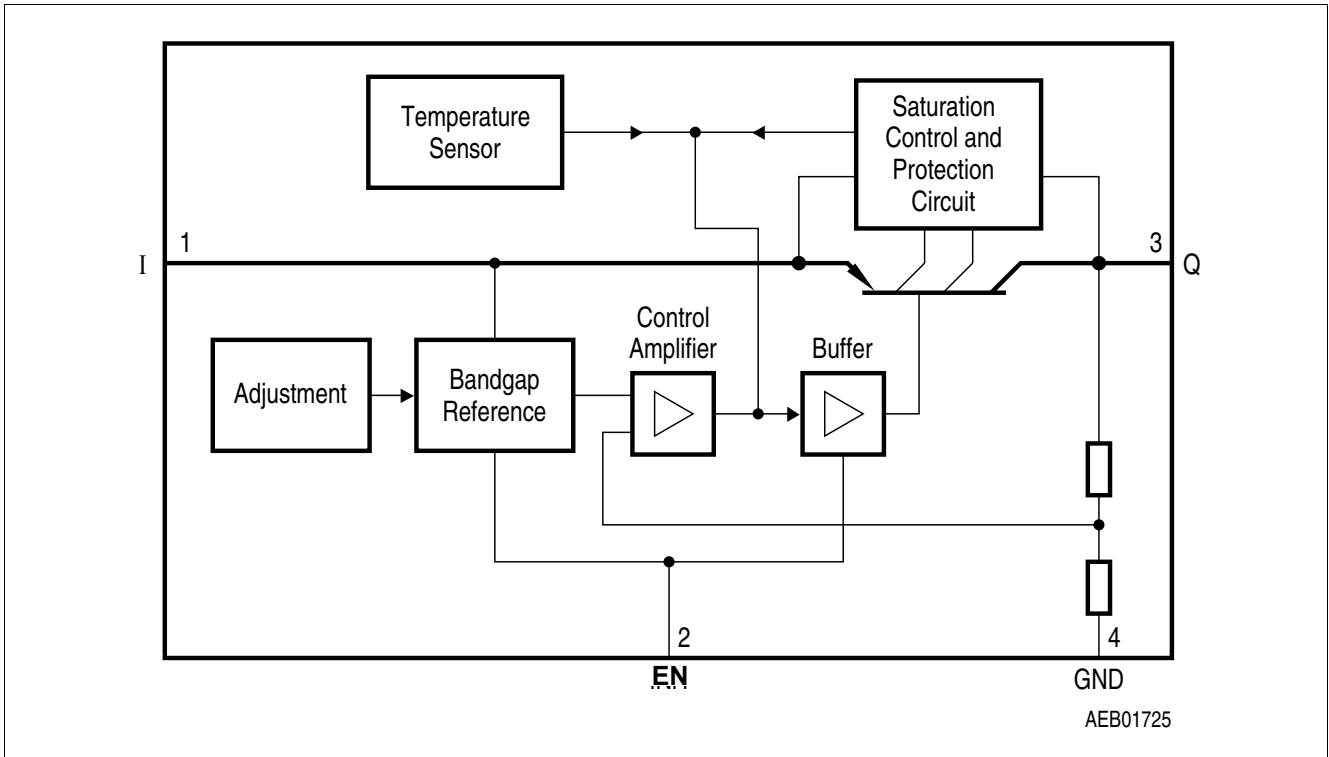 Temperature
Sensor
Saturation
Control and
Protection
Circuit
1
3
I
Q
Control
Amplifier
Buffer
Adjustment
Bandgap
Reference
2
4
EN
GND
AEB01725